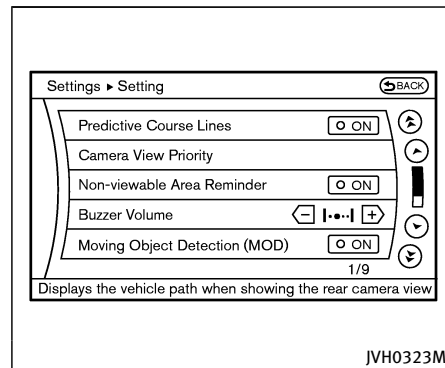 Settings ▸ Setting
BACK
Predictive Course Lines
ON
Camera View Priority
Non-viewable Area Reminder
ON
Buzzer Volume
− +
Moving Object Detection (MOD)
ON
1/9
Displays the vehicle path when showing the rear camera view
JVH0323M